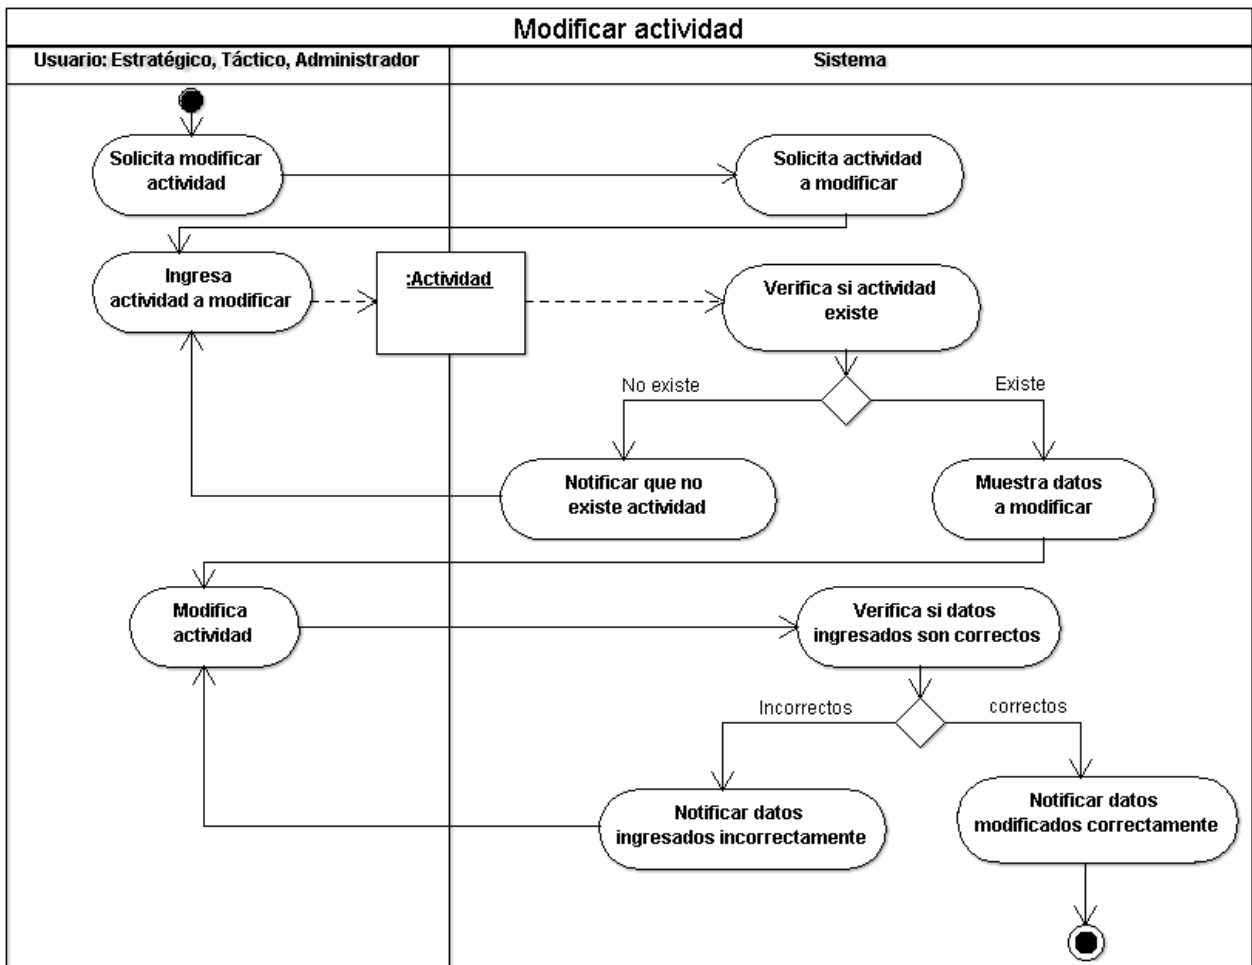 Modificar actividad
Usuario: Estratégico, Táctico, Administrador
Sistema
Solicita modificar
actividad
Solicita actividad
a modificar
Ingresa
actividad a modificar
:Actividad
Verifica si actividad
existe
No existe
Existe
Notificar que no
existe actividad
Muestra datos
a modificar
Modifica
actividad
Verifica si datos
ingresados son correctos
Incorrectos
correctos
Notificar datos
ingresados incorrectamente
Notificar datos
modificados correctamente